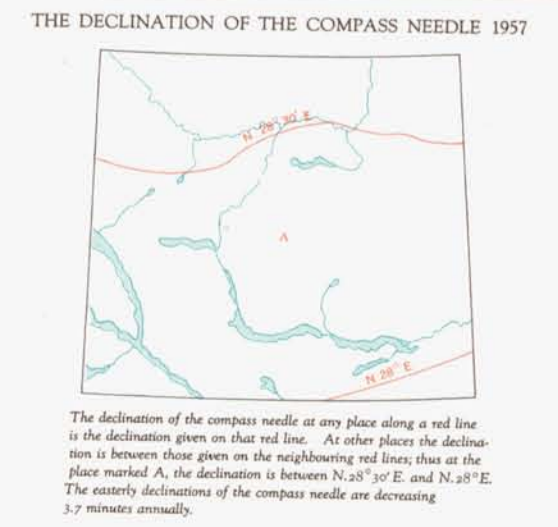 THE DECLINATION OF THE COMPASS NEEDLE 1957
N 28° 30' E
A
N 28° E
The declination of the compass needle at any place along a red line
is the declination given on that red line. At other places the declina-
tion is between those given on the neighbouring red lines; thus at the
place marked A, the declination is between N.28°30'E. and N.28°E.
The easterly declinations of the compass needle are decreasing
3.7 minutes annually.